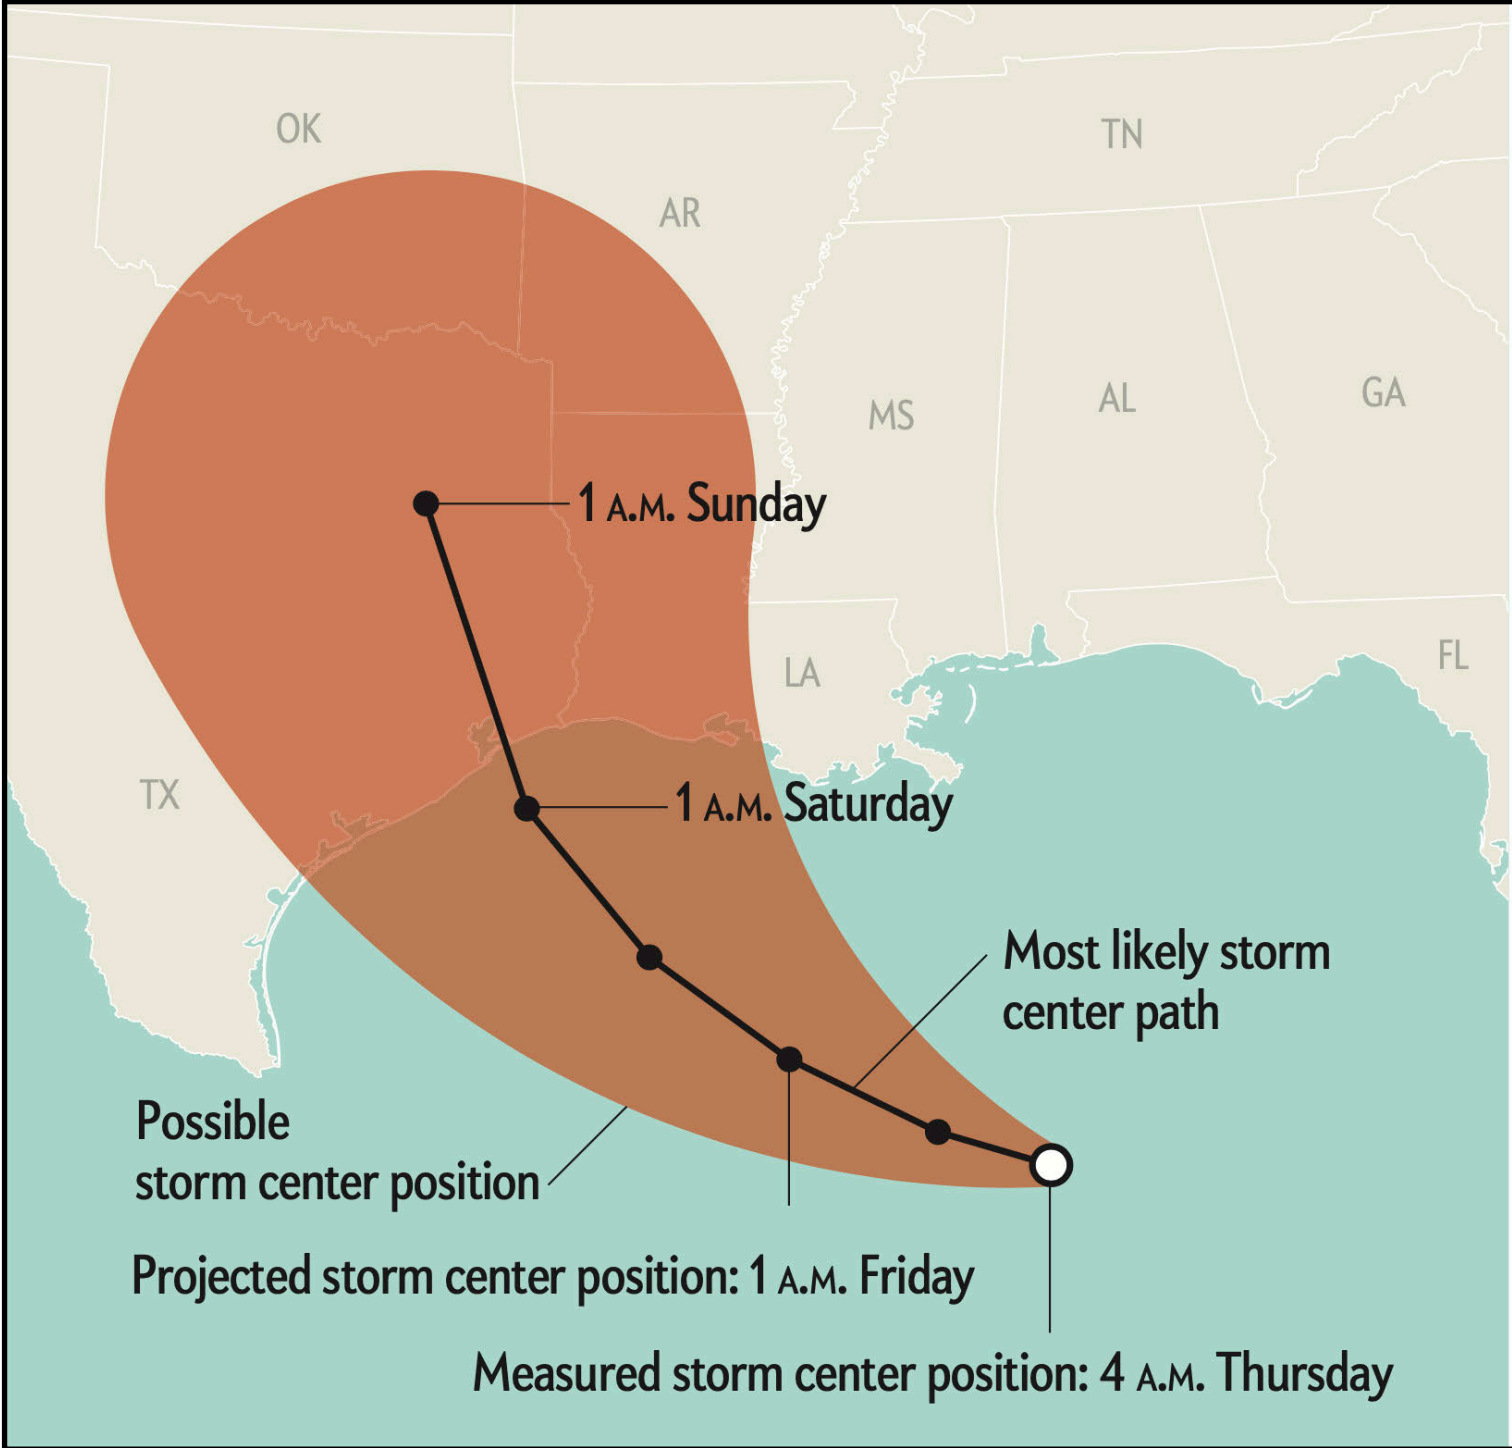 OK
TN
AR
MS
AL
GA
1 A.M. Sunday
LA
FL
TX
1 A.M. Saturday
Most likely storm
center path
Possible
storm center position
Projected storm center position: 1 A.M. Friday
Measured storm center position: 4 A.M. Thursday